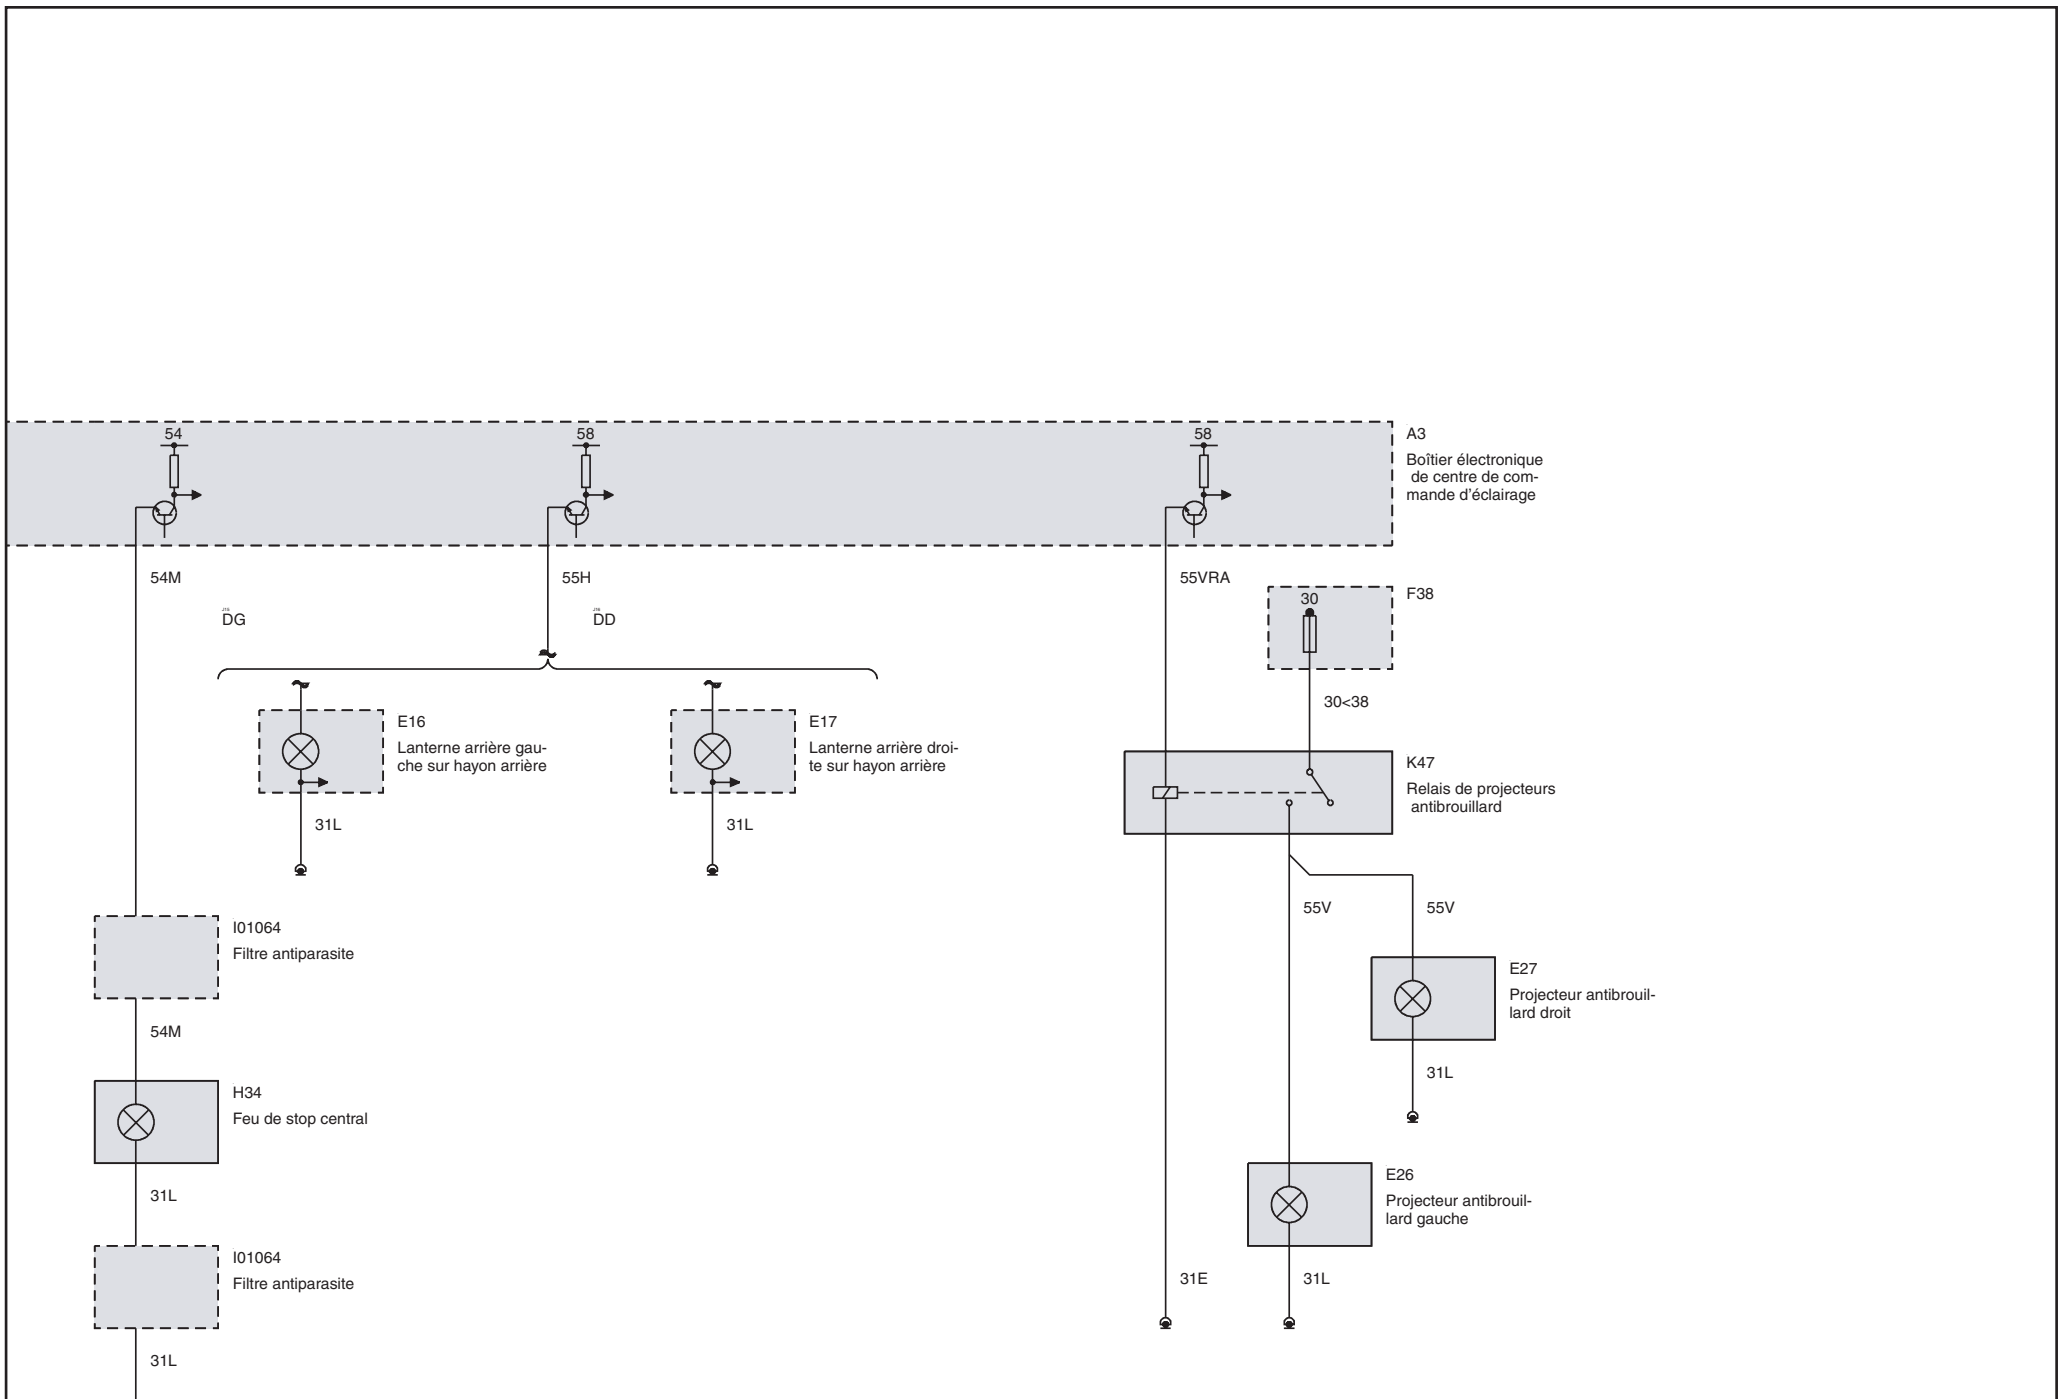 54
58
58
A3
Boîtier électronique
de centre de com-
mande d'éclairage
54M
55H
55VRA
30
F38
DG
DD
30<38
E16
Lanterne arrière gau-
che sur hayon arrière
E17
Lanterne arrière droi-
te sur hayon arrière
K47
Relais de projecteurs
antibrouillard
31L
31L
55V
55V
I01064
Filtre antiparasite
E27
Projecteur antibrouil-
lard droit
54M
31L
H34
Feu de stop central
E26
Projecteur antibrouil-
lard gauche
31L
I01064
Filtre antiparasite
31E
31L
31L